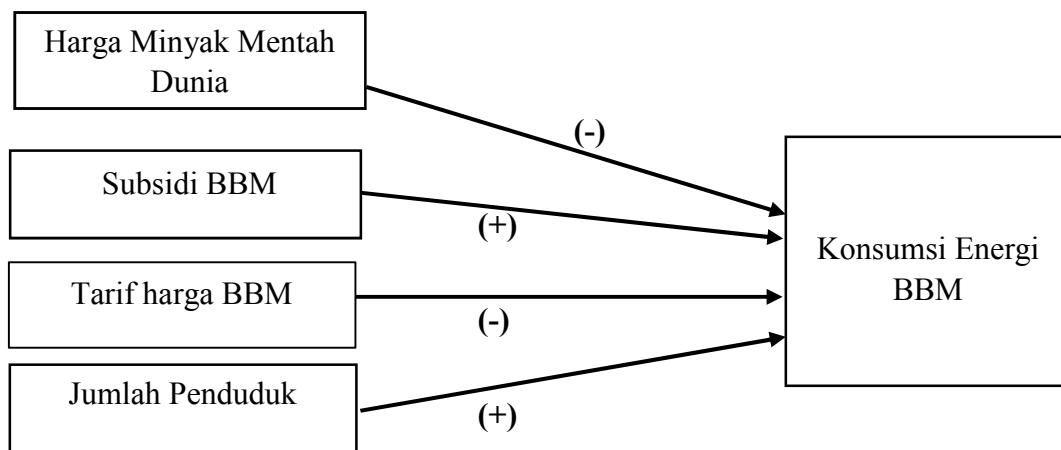 Harga Minyak Mentah
Dunia
(-)
Subsidi BBM
(+)
Konsumsi Energi
BBM
Tarif harga BBM
(-)
Jumlah Penduduk
(+)